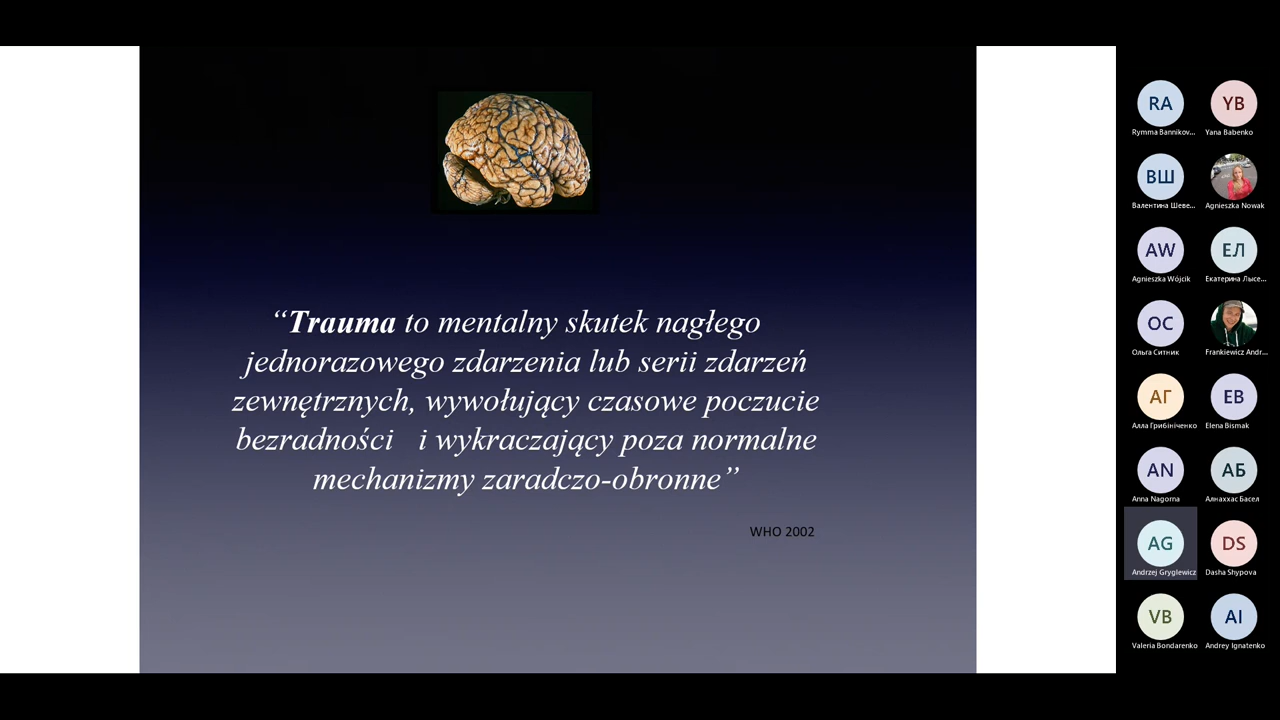 “Trauma to mentalny skutek nagłego
jednorazowego zdarzenia lub serii zdarzeń
zewnętrznych, wywołujący czasowe poczucie
bezradności i wykraczający poza normalne
mechanizmy zaradczo-obronne”
WHO 2002
RA
YB
Rymma Bannikov...
Yana Babenko
ВШ
Валентина Шеве...
Agnieszka Nowak
AW
ЕЛ
Agnieszka Wójcik
Екатерина Лысе...
ОС
Ольга Ситник
Frankiewicz Andr...
АГ
EB
Алла Грибініченко
Elena Bismak
AN
АБ
Anna Nagorna
Алнаххас Басел
AG
DS
Andrzej Gryglewicz
Dasha Shypova
VB
AI
Valeria Bondarenko
Andrey Ignatenko